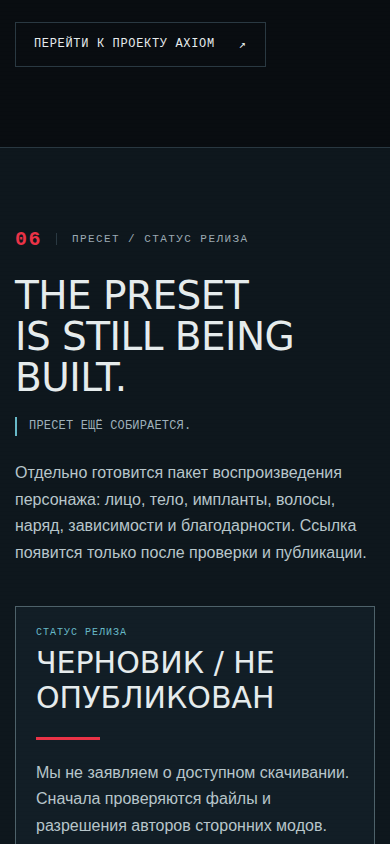 ПЕРЕЙТИ К ПРОЕКТУ AXIOM ↗
06 ПРЕСЕТ / СТАТУС РЕЛИЗА
THE PRESET
IS STILL BEING
BUILT.
ПРЕСЕТ ЕЩЁ СОБИРАЕТСЯ.
Отдельно готовится пакет воспроизведения
персонажа: лицо, тело, импланты, волосы,
наряд, зависимости и благодарности. Ссылка
появится только после проверки и публикации.
СТАТУС РЕЛИЗА
ЧЕРНОВИК / НЕ
ОПУБЛИКОВАН
Мы не заявляем о доступном скачивании.
Сначала проверяются файлы и
разрешения авторов сторонних модов.